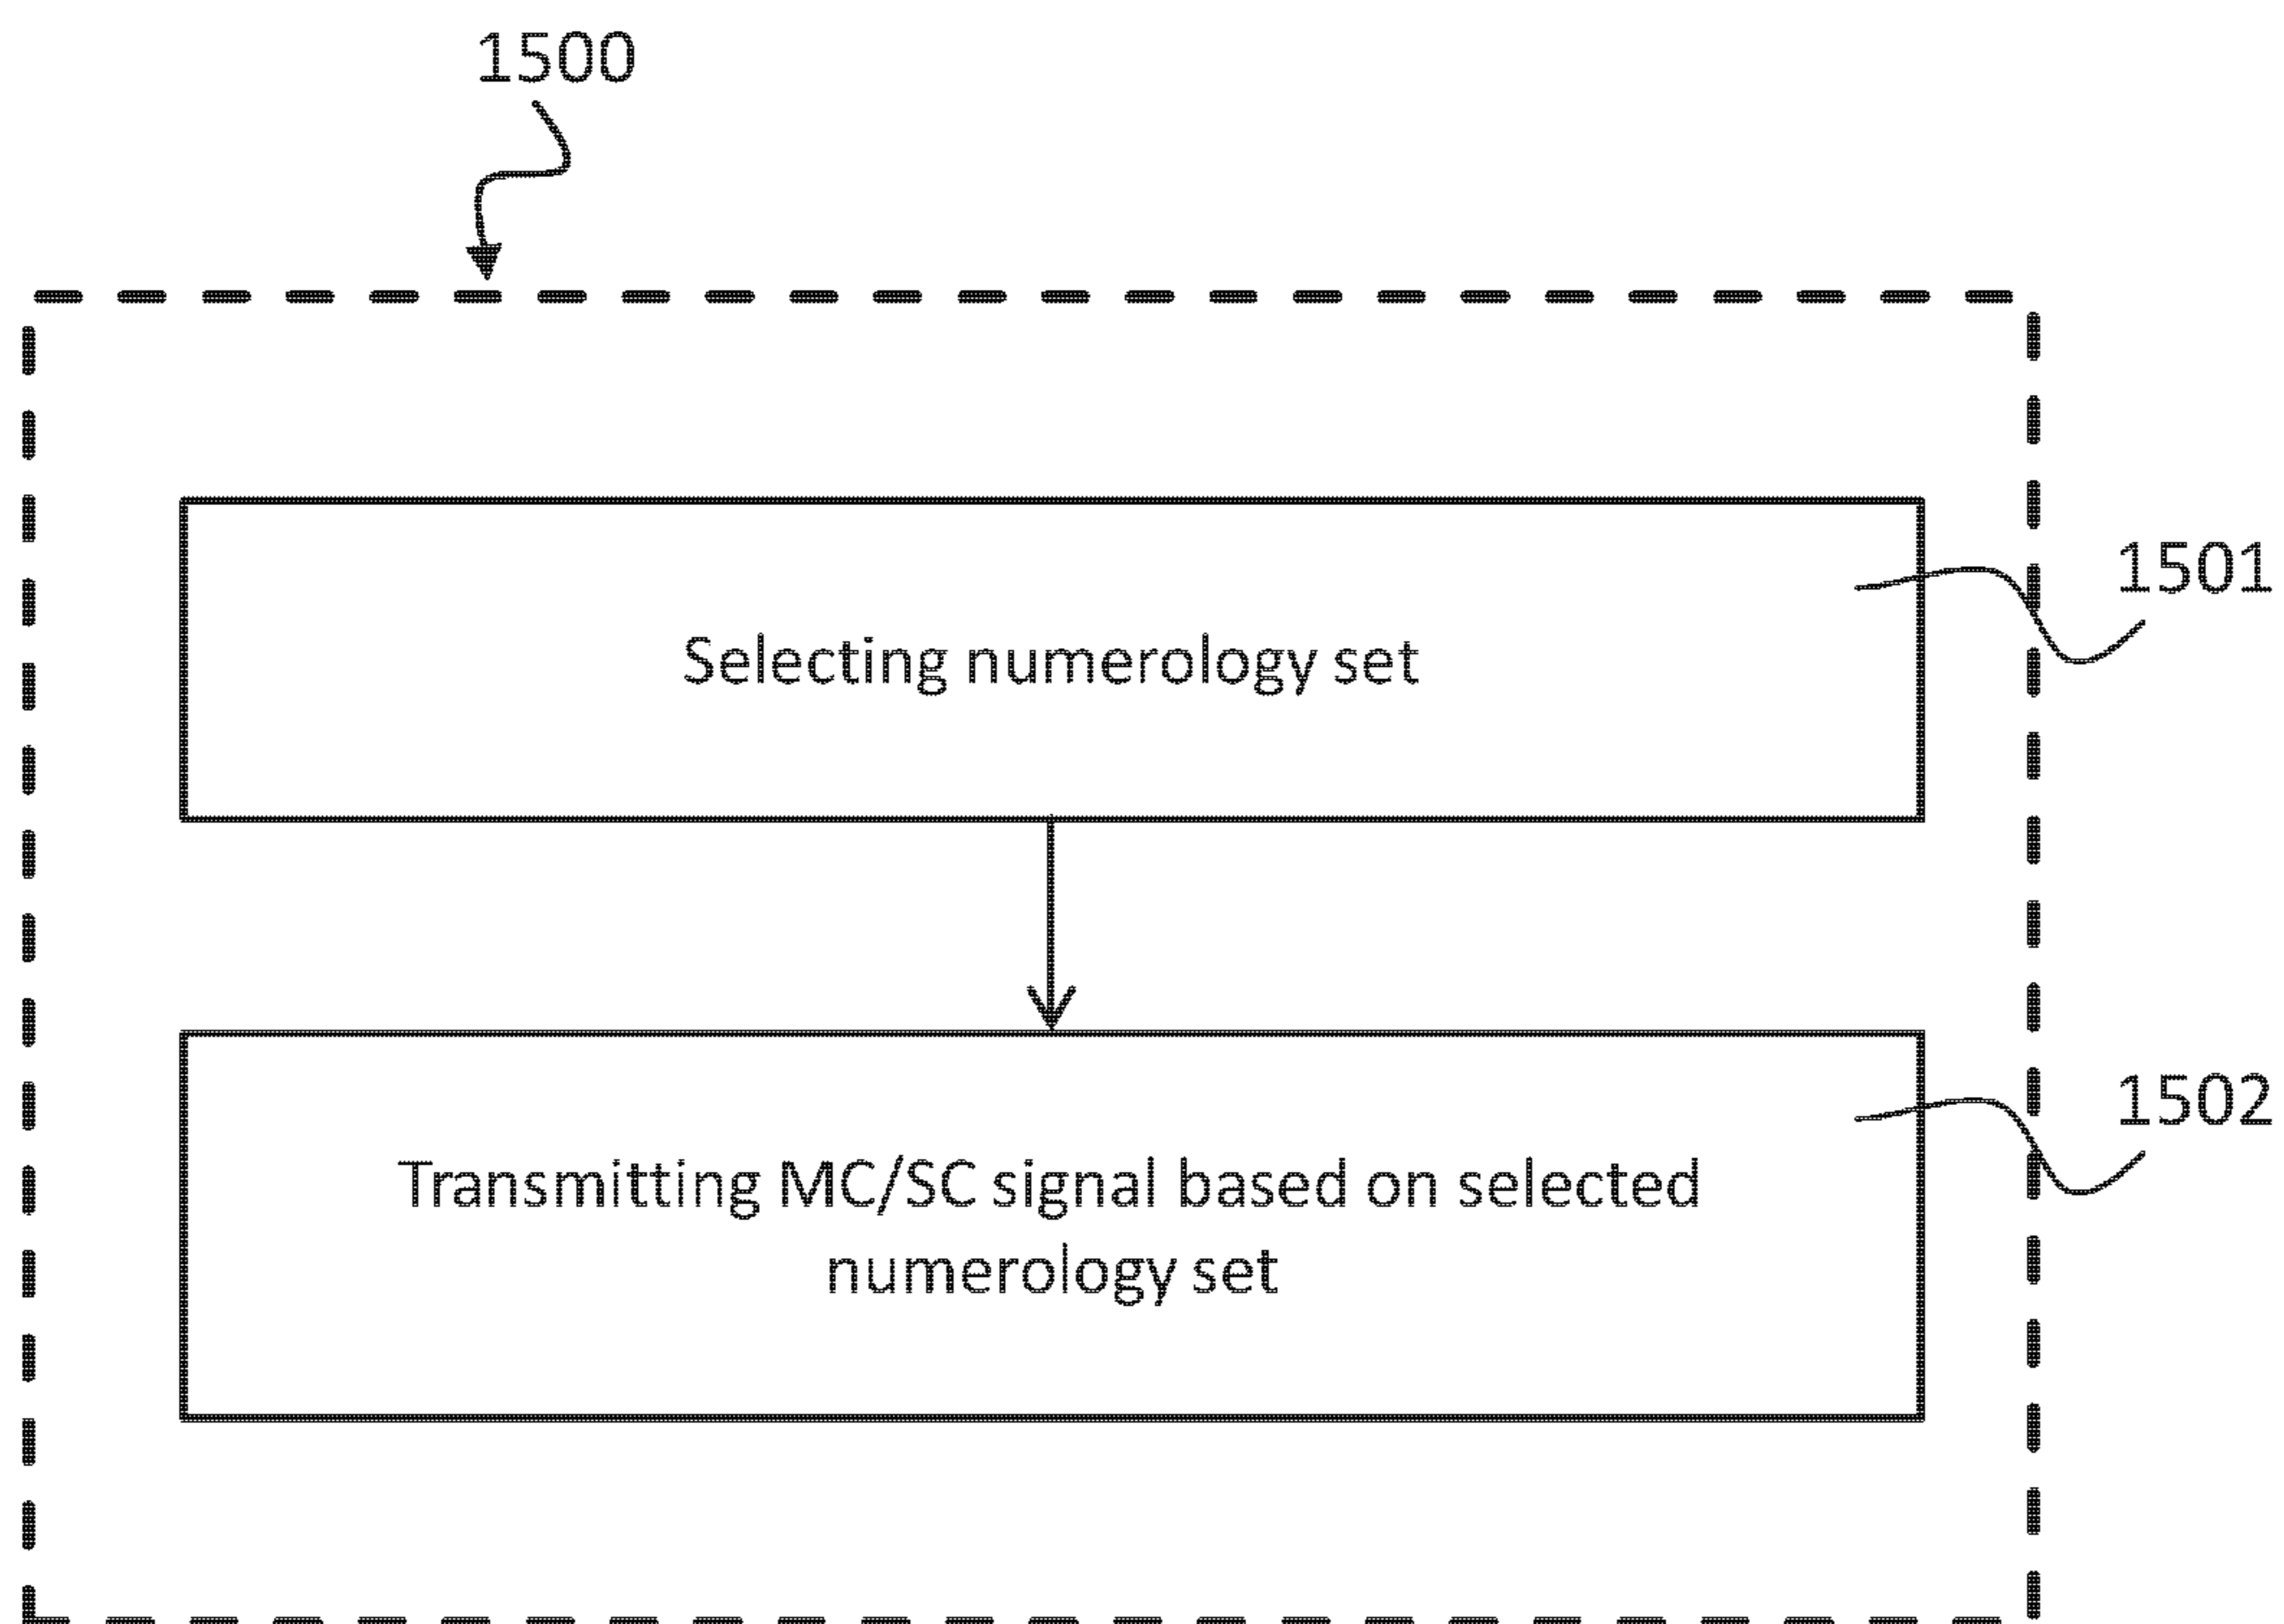 1500
Selecting numerology set
1501
Transmitting MC/SC signal based on selected
numerology set
1502